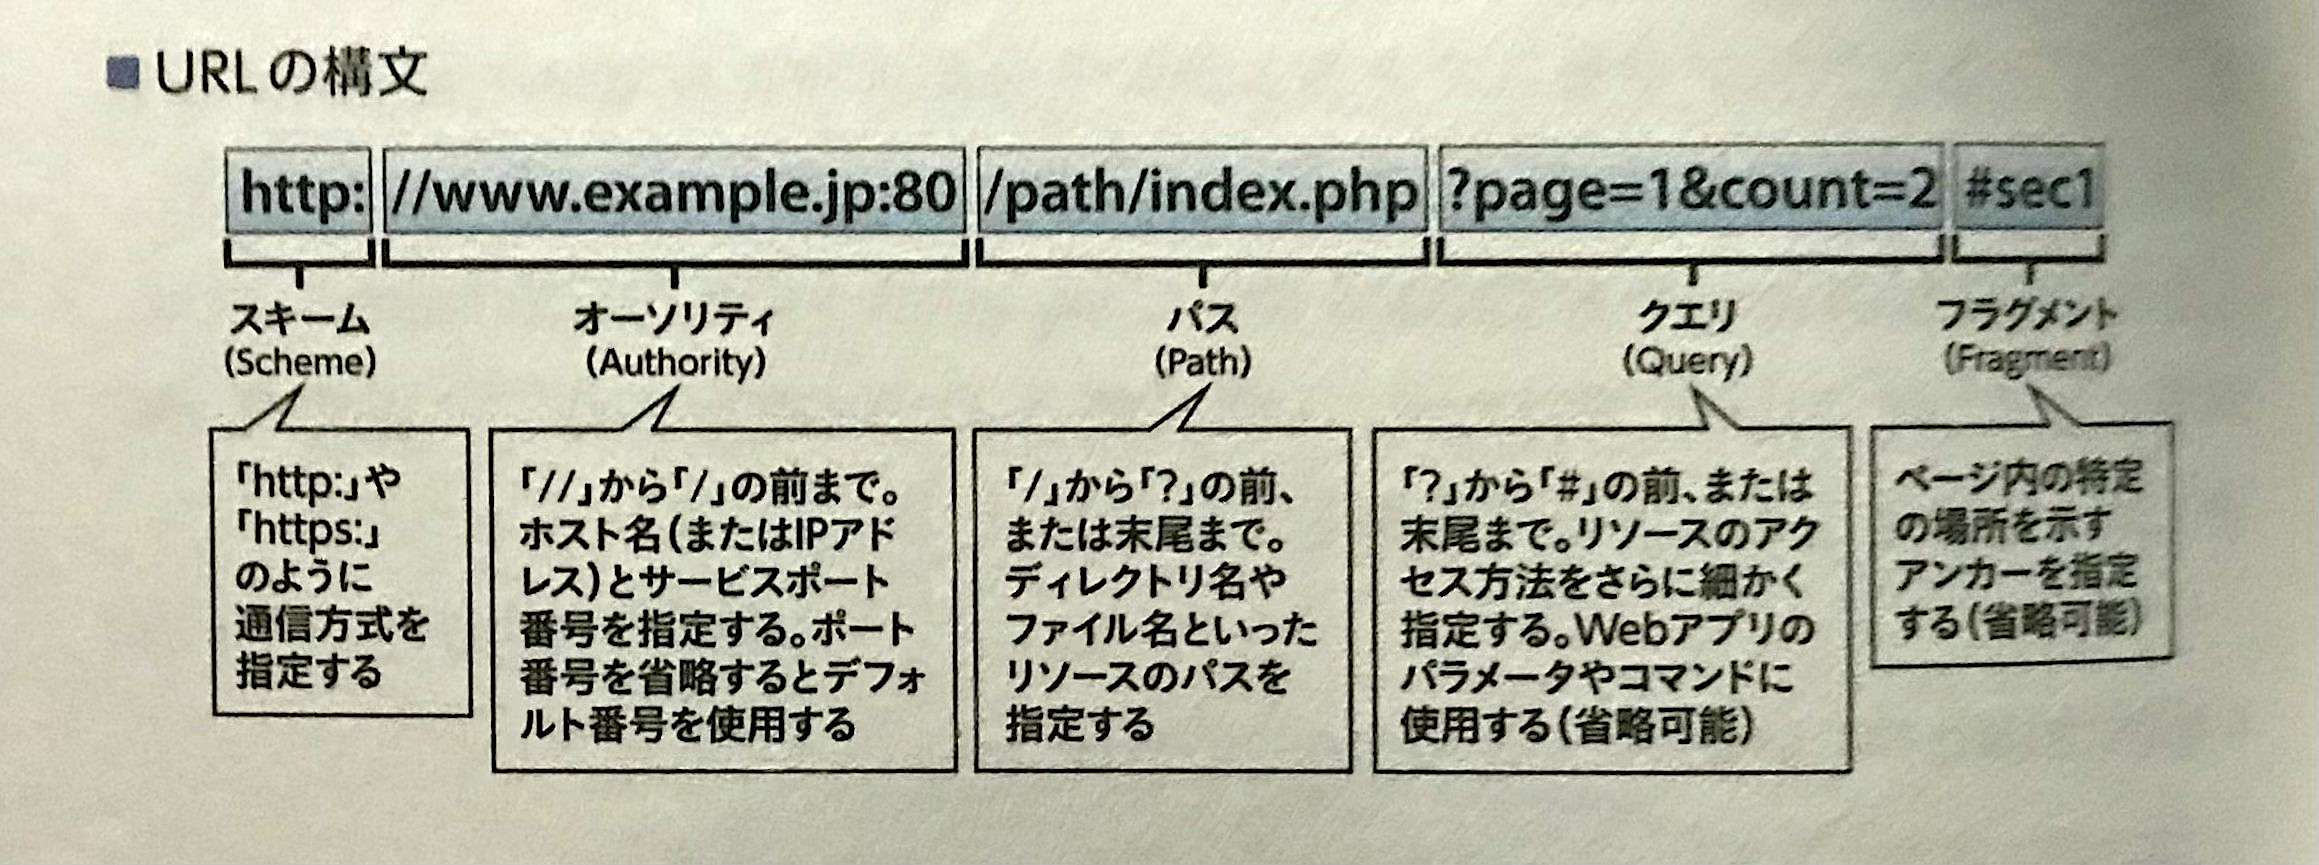 ■URLの構文
http: //www.example.jp:80 /path/index.php ?page=1&count=2 #sec1
スキーム
(Scheme)
オーソリティ
(Authority)
パス
(Path)
クエリ
(Query)
フラグメント
(Fragment)
「http:」や
「https:」
のように
通信方式を
指定する
「//」から「/」の前まで。
ホスト名(またはIPアド
レス)とサービスポート
番号を指定する。ポート
番号を省略するとデフォ
ルト番号を使用する
「/」から「?」の前、
または末尾まで。
ディレクトリ名や
ファイル名といった
リソースのパスを
指定する
「?」から「#」の前、または
末尾まで。リソースのアク
セス方法をさらに細かく
指定する。Webアプリの
パラメータやコマンドに
使用する(省略可能)
ページ内の特定
の場所を示す
アンカーを指定
する(省略可能)